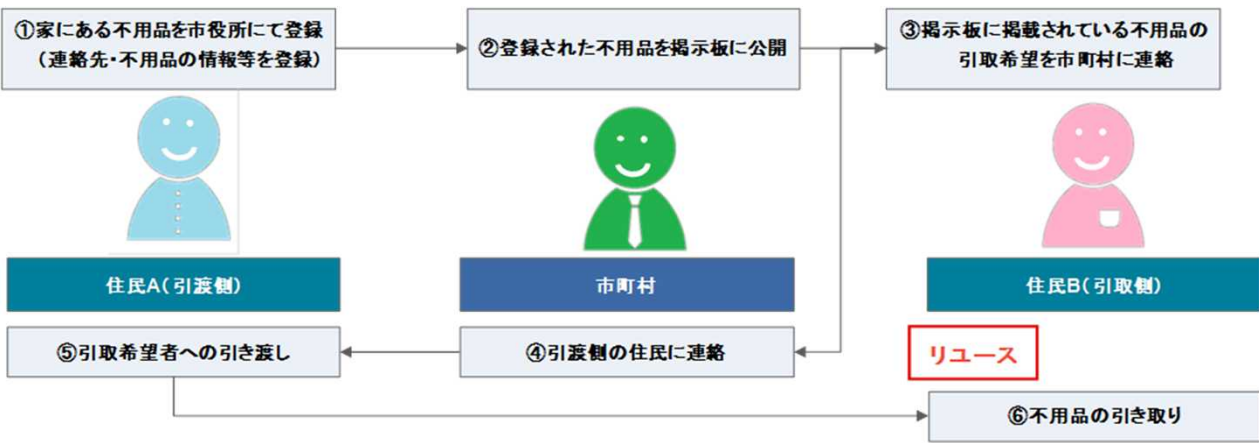 ①家にある不用品を市役所にて登録
(連絡先・不用品の情報等を登録)
②登録された不用品を掲示板に公開
③掲示板に掲載されている不用品の
引取希望を市町村に連絡
住民A(引渡側)
市町村
住民B(引取側)
⑤引取希望者への引き渡し
④引渡側の住民に連絡
リユース
⑥不用品の引き取り